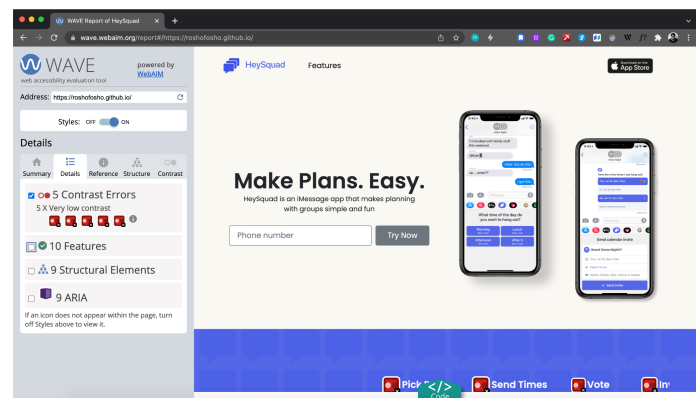 WAVE Report of HeySquad
wave.webaim.org/report#/https://roshofosho.github.io/
WAVE
web accessibility evaluation tool
powered by
WebAIM
Address: https://roshofosho.github.io/
Styles: OFF ON
Details
Summary Details Reference Structure Contrast
5 Contrast Errors
5 X Very low contrast
10 Features
9 Structural Elements
9 ARIA
If an icon does not appear within the page, turn
off Styles above to view it.
HeySquad Features
Download on the
App Store
Make Plans. Easy.
HeySquad is an iMessage app that makes planning
with groups simple and fun
Phone number Try Now
What time of the day do
you want to hang out?
Morning
Lunch
Afternoon
After 5
Send calendar invite
Board Game Night!!
Send Invite
Send Times
Vote
</>
Code